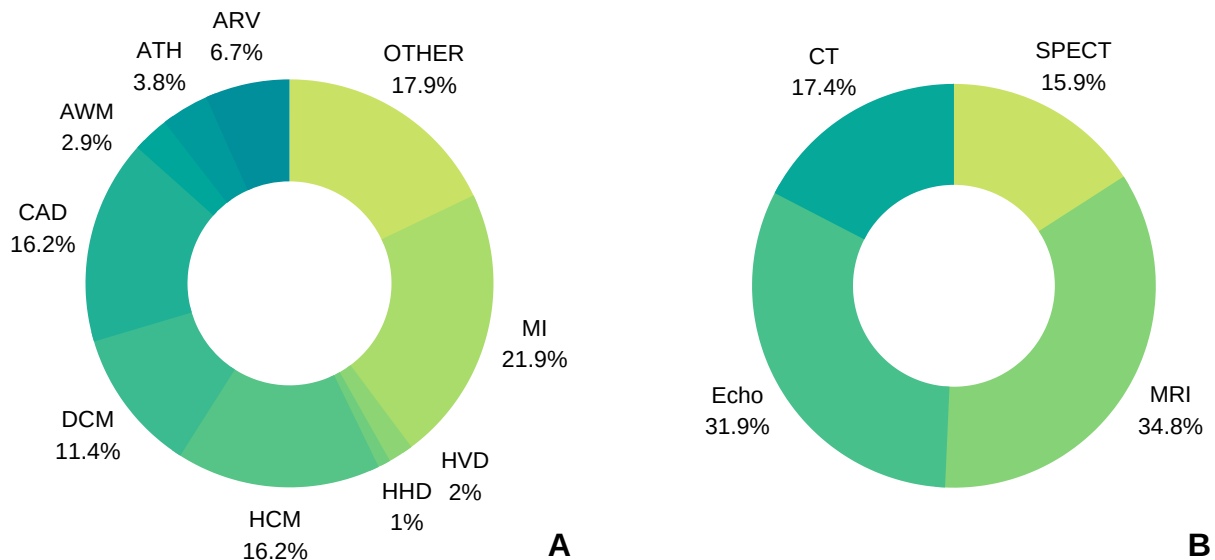 ARV
6.7%
OTHER
17.9%
ATH
3.8%
AWM
2.9%
CAD
16.2%
MI
21.9%
DCM
11.4%
HVD
2%
HHD
1%
HCM
16.2%
A
SPECT
15.9%
CT
17.4%
Echo
31.9%
MRI
34.8%
B